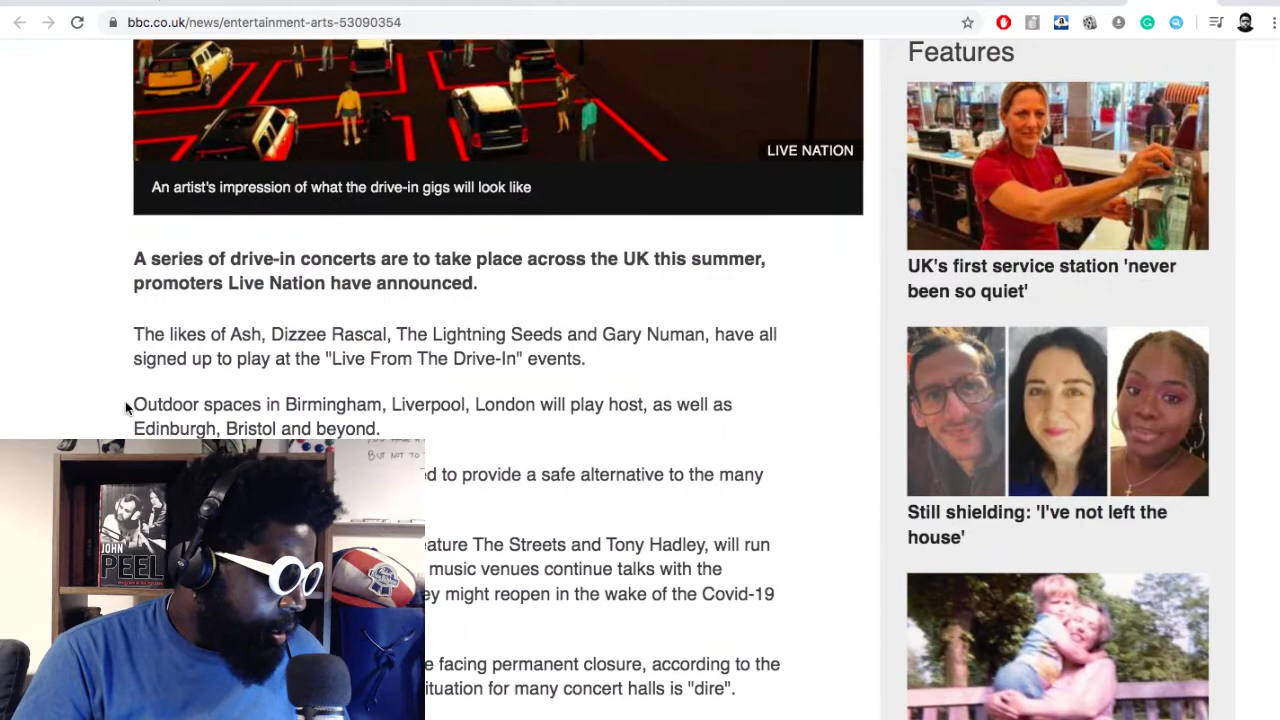 bbc.co.uk/news/entertainment-arts-53090354
LIVE NATION
An artist's impression of what the drive-in gigs will look like
A series of drive-in concerts are to take place across the UK this summer,
promoters Live Nation have announced.
The likes of Ash, Dizzee Rascal, The Lightning Seeds and Gary Numan, have all
signed up to play at the "Live From The Drive-In" events.
Outdoor spaces in Birmingham, Liverpool, London will play host, as well as
Edinburgh, Bristol and beyond.
to provide a safe alternative to the many
The Streets and Tony Hadley, will run
music venues continue talks with the
might reopen in the wake of the Covid-19
facing permanent closure, according to the
for many concert halls is "dire".
Features
UK's first service station 'never
been so quiet'
Still shielding: 'I've not left the
house'
BUT NOT TO
JOHN
PEEL